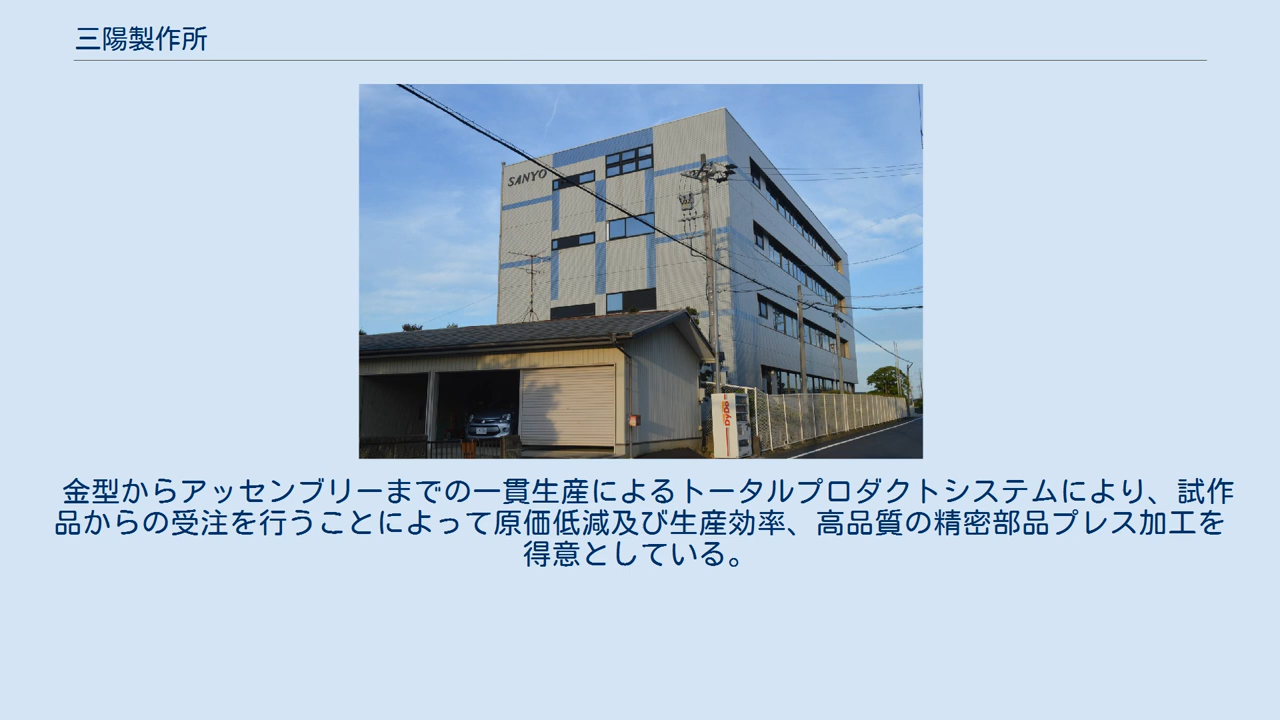 三陽製作所
SANYO
DyDo
金型からアッセンブリーまでの一貫生産によるトータルプロダクトシステムにより、試作
品からの受注を行うことによって原価低減及び生産効率、高品質の精密部品プレス加工を
得意としている。